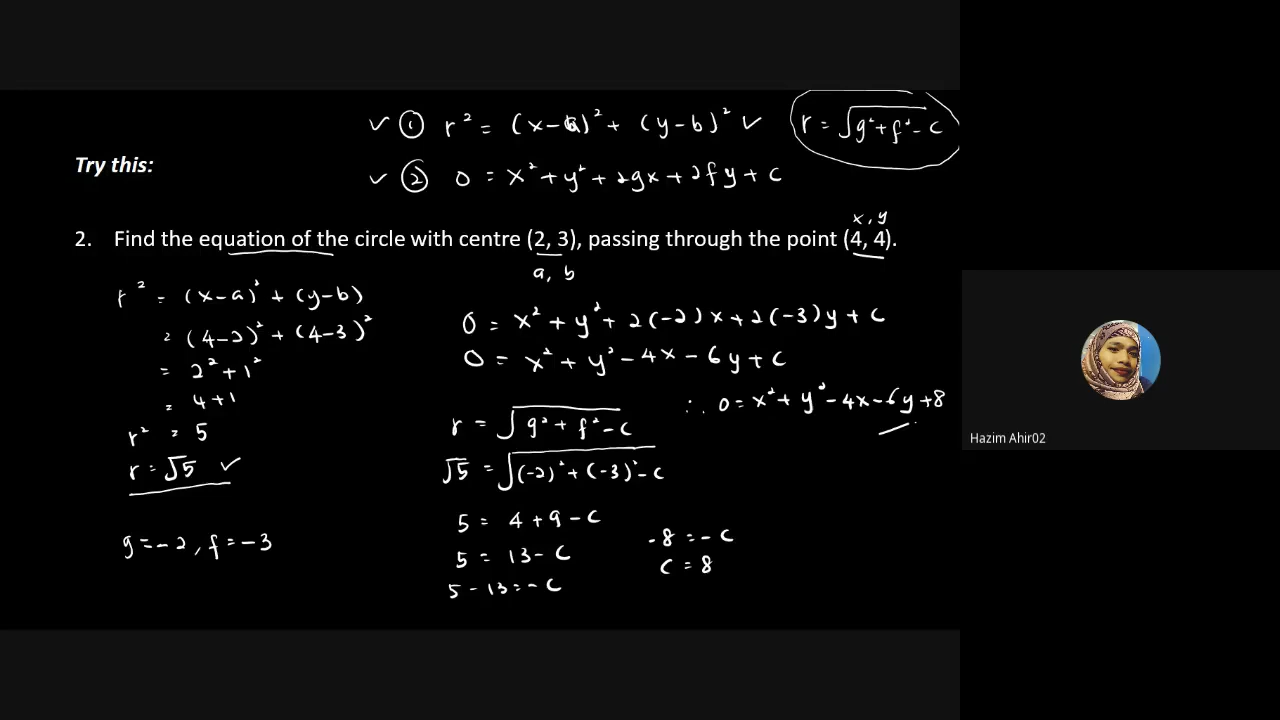 ✓ ① r² = (x-a)² + (y-b)² ✓ r = √g²+f²-c
Try this:
✓ ② 0 = x² + y² + 2gx + 2fy + c
x, y
2. Find the equation of the circle with centre (2, 3), passing through the point (4, 4).
a, b
r² = (x-a)² + (y-b)
= (4-2)² + (4-3)²
= 2² + 1²
= 4+1
r² = 5
r = √5 ✓
g = -2, f = -3
0 = x² + y² + 2(-2)x + 2(-3)y + c
0 = x² + y² - 4x - 6y + c
r = √g² + f² - c
√5 = √(-2)² + (-3)² - c
5 = 4 + 9 - c
5 = 13 - c
5 - 13 = - c
∴ 0 = x² + y² - 4x - 6y + 8
-8 = - c
c = 8
Hazim Ahir02